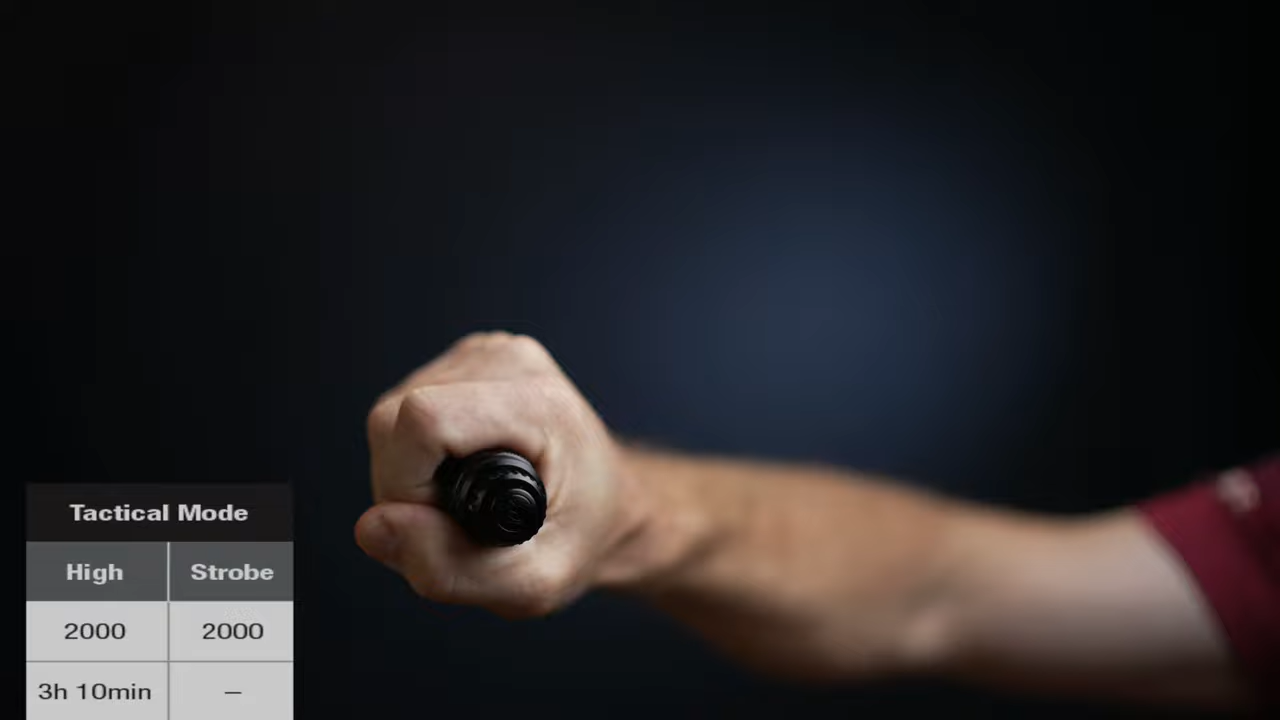 Tactical Mode
High Strobe
2000 2000
3h 10min —